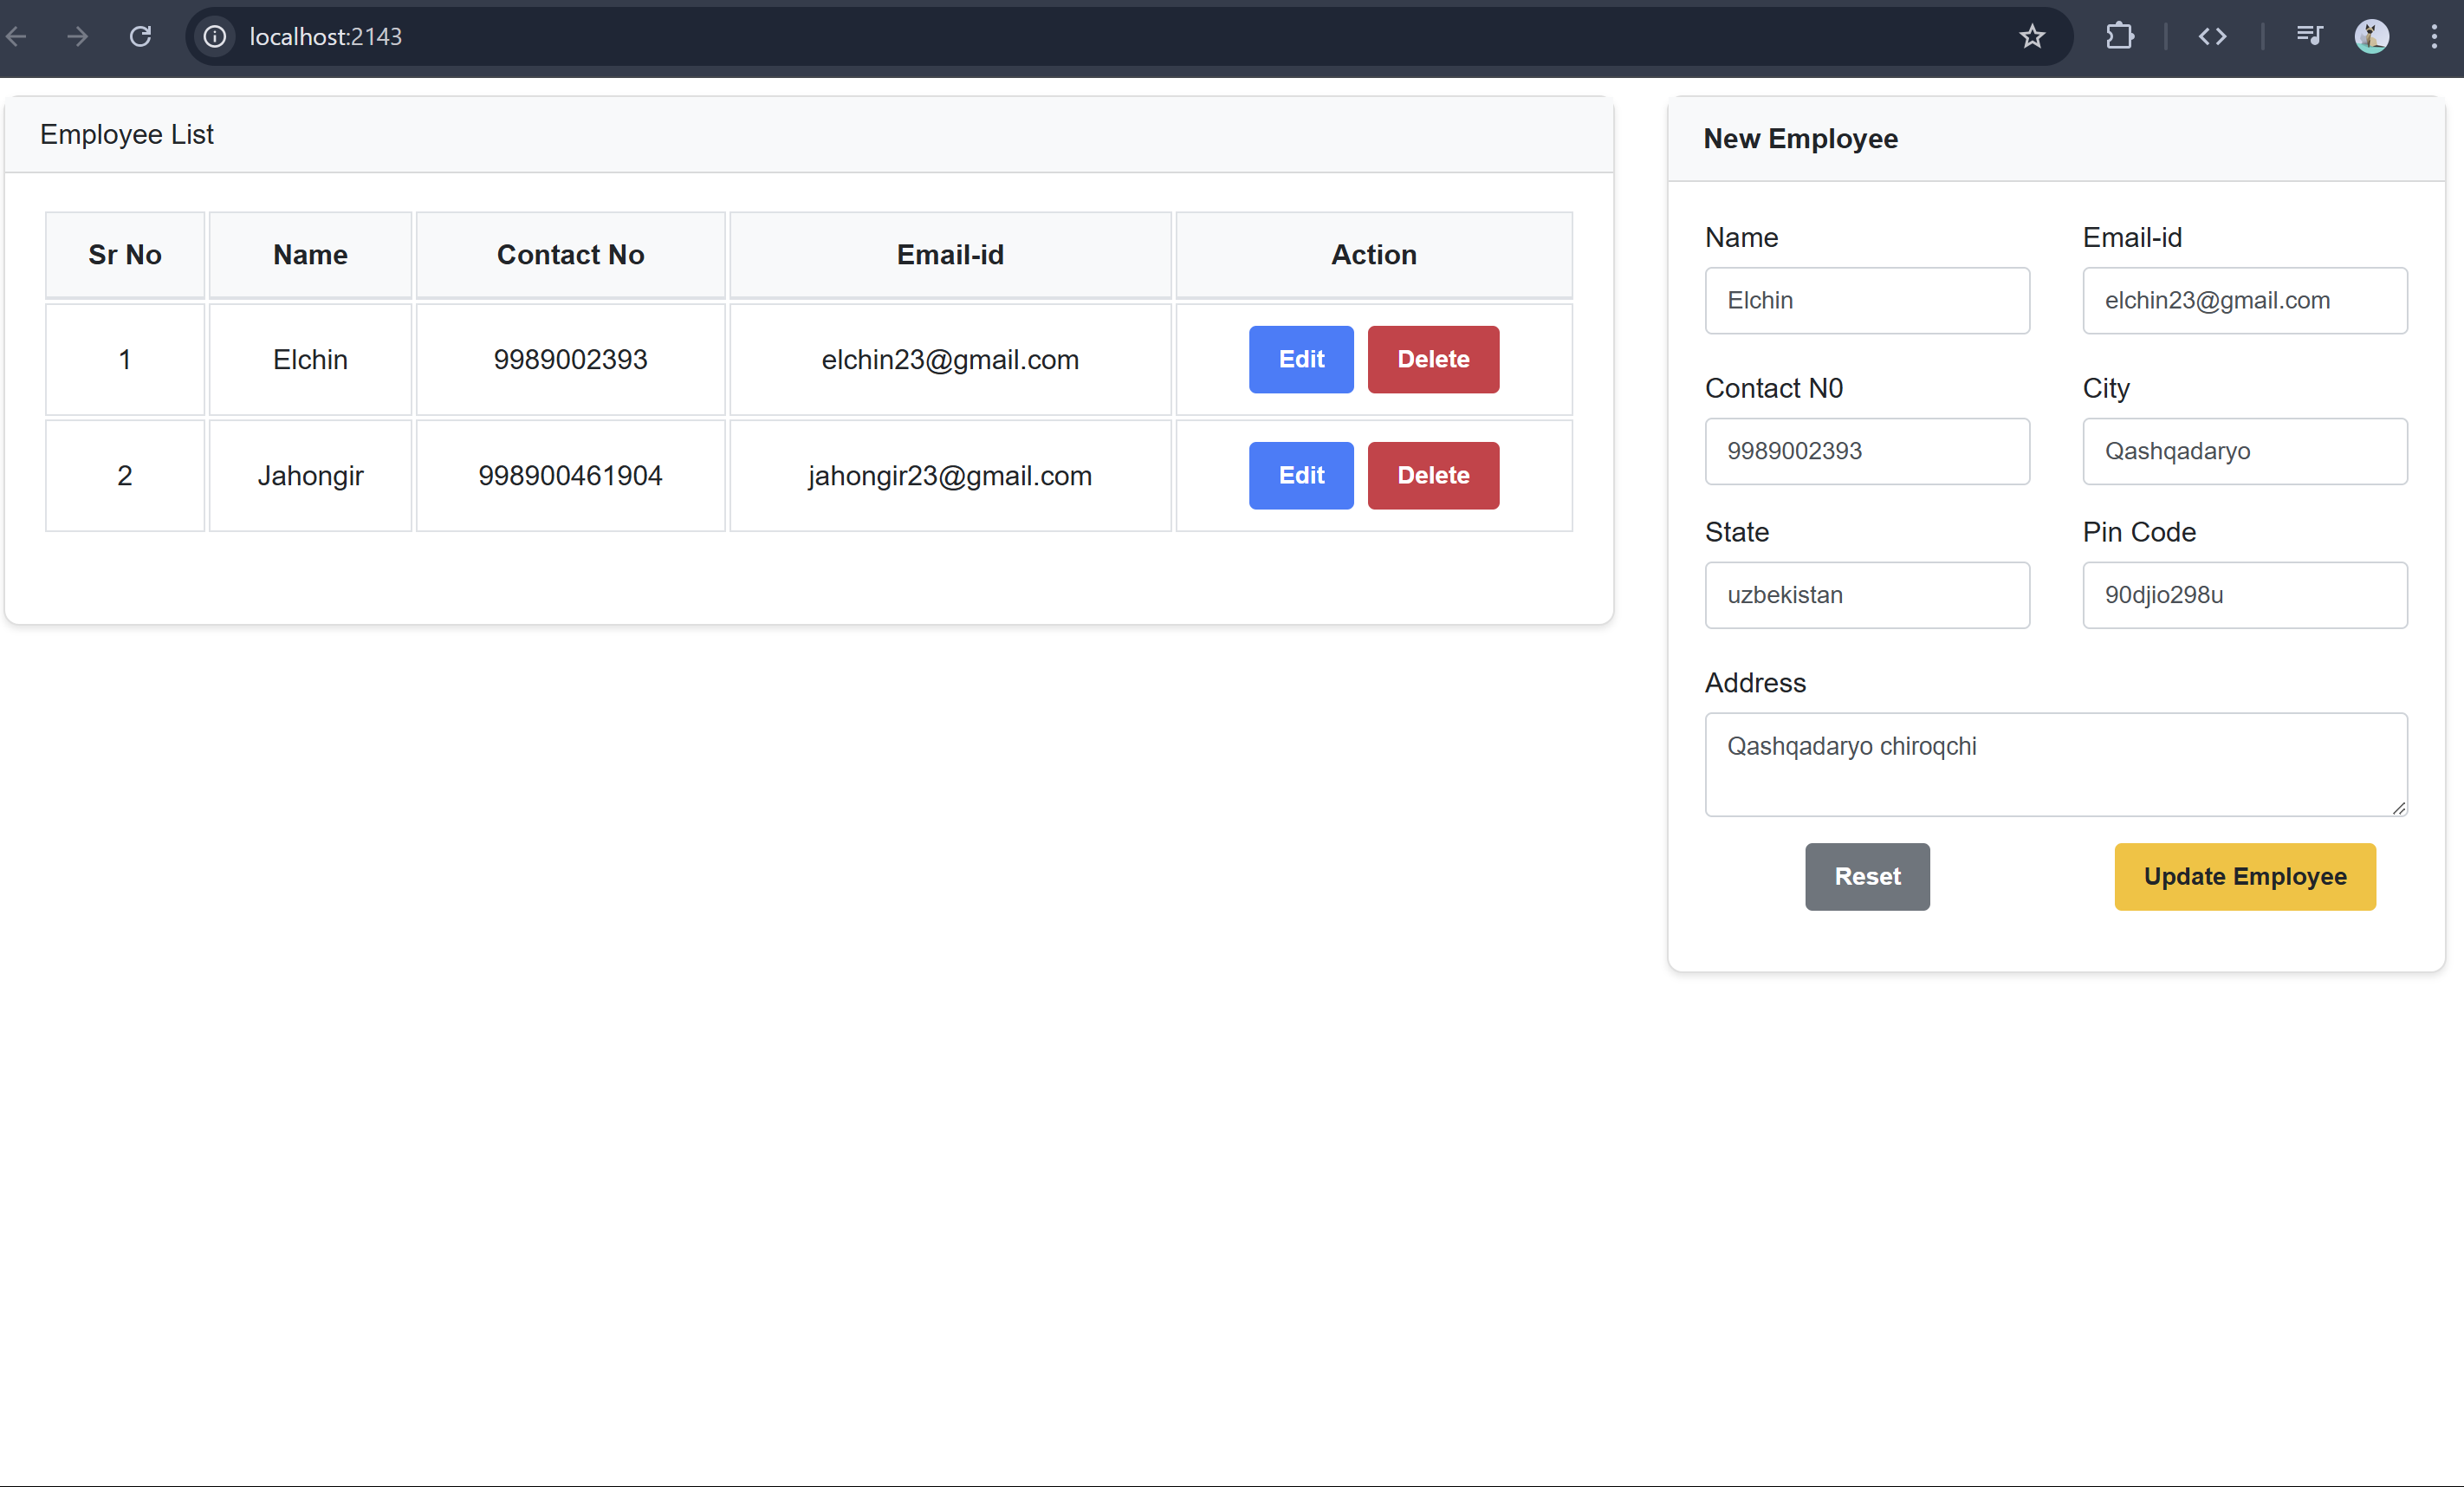 localhost:2143
Employee List
Sr No Name Contact No Email-id Action
1 Elchin 9989002393 elchin23@gmail.com Edit Delete
2 Jahongir 998900461904 jahongir23@gmail.com Edit Delete
New Employee
Name Email-id
Elchin elchin23@gmail.com
Contact N0 City
9989002393 Qashqadaryo
State Pin Code
uzbekistan 90djio298u
Address
Qashqadaryo chiroqchi
Reset Update Employee